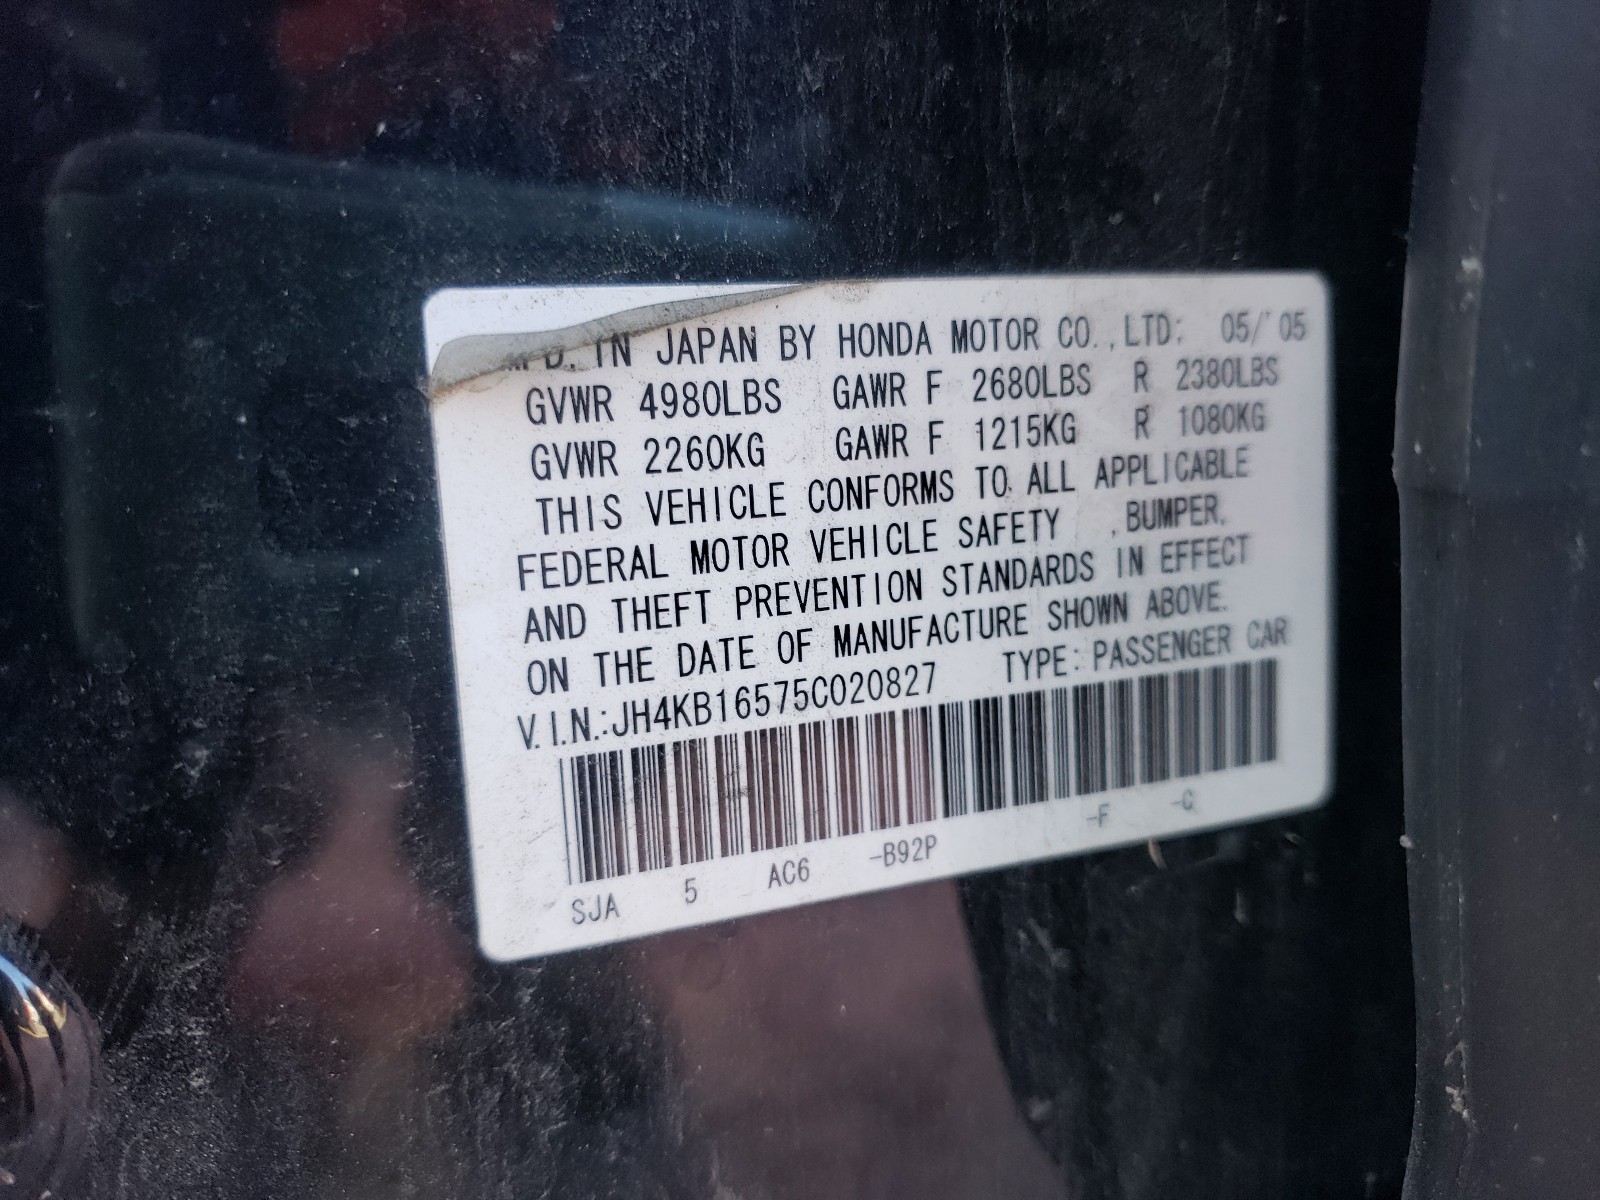 MFD. IN JAPAN BY HONDA MOTOR CO.,LTD: 05/'05
GVWR 4980LBS GAWR F 2680LBS R 2380LBS
GVWR 2260KG GAWR F 1215KG R 1080KG
THIS VEHICLE CONFORMS TO ALL APPLICABLE
FEDERAL MOTOR VEHICLE SAFETY ,BUMPER,
AND THEFT PREVENTION STANDARDS IN EFFECT
ON THE DATE OF MANUFACTURE SHOWN ABOVE.
V.I.N.:JH4KB16575C020827 TYPE:PASSENGER CAR
SJA 5 AC6 -B92P -F -C